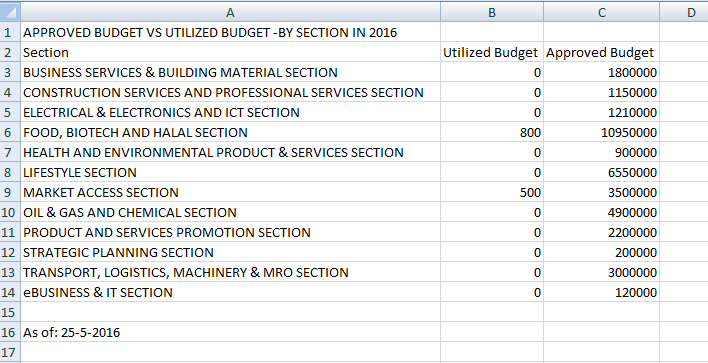 A B C D
1 APPROVED BUDGET VS UTILIZED BUDGET -BY SECTION IN 2016
2 Section Utilized Budget Approved Budget
3 BUSINESS SERVICES & BUILDING MATERIAL SECTION 0 1800000
4 CONSTRUCTION SERVICES AND PROFESSIONAL SERVICES SECTION 0 1150000
5 ELECTRICAL & ELECTRONICS AND ICT SECTION 0 1210000
6 FOOD, BIOTECH AND HALAL SECTION 800 10950000
7 HEALTH AND ENVIRONMENTAL PRODUCT & SERVICES SECTION 0 900000
8 LIFESTYLE SECTION 0 6550000
9 MARKET ACCESS SECTION 500 3500000
10 OIL & GAS AND CHEMICAL SECTION 0 4900000
11 PRODUCT AND SERVICES PROMOTION SECTION 0 2200000
12 STRATEGIC PLANNING SECTION 0 200000
13 TRANSPORT, LOGISTICS, MACHINERY & MRO SECTION 0 3000000
14 eBUSINESS & IT SECTION 0 120000
15
16 As of: 25-5-2016
17